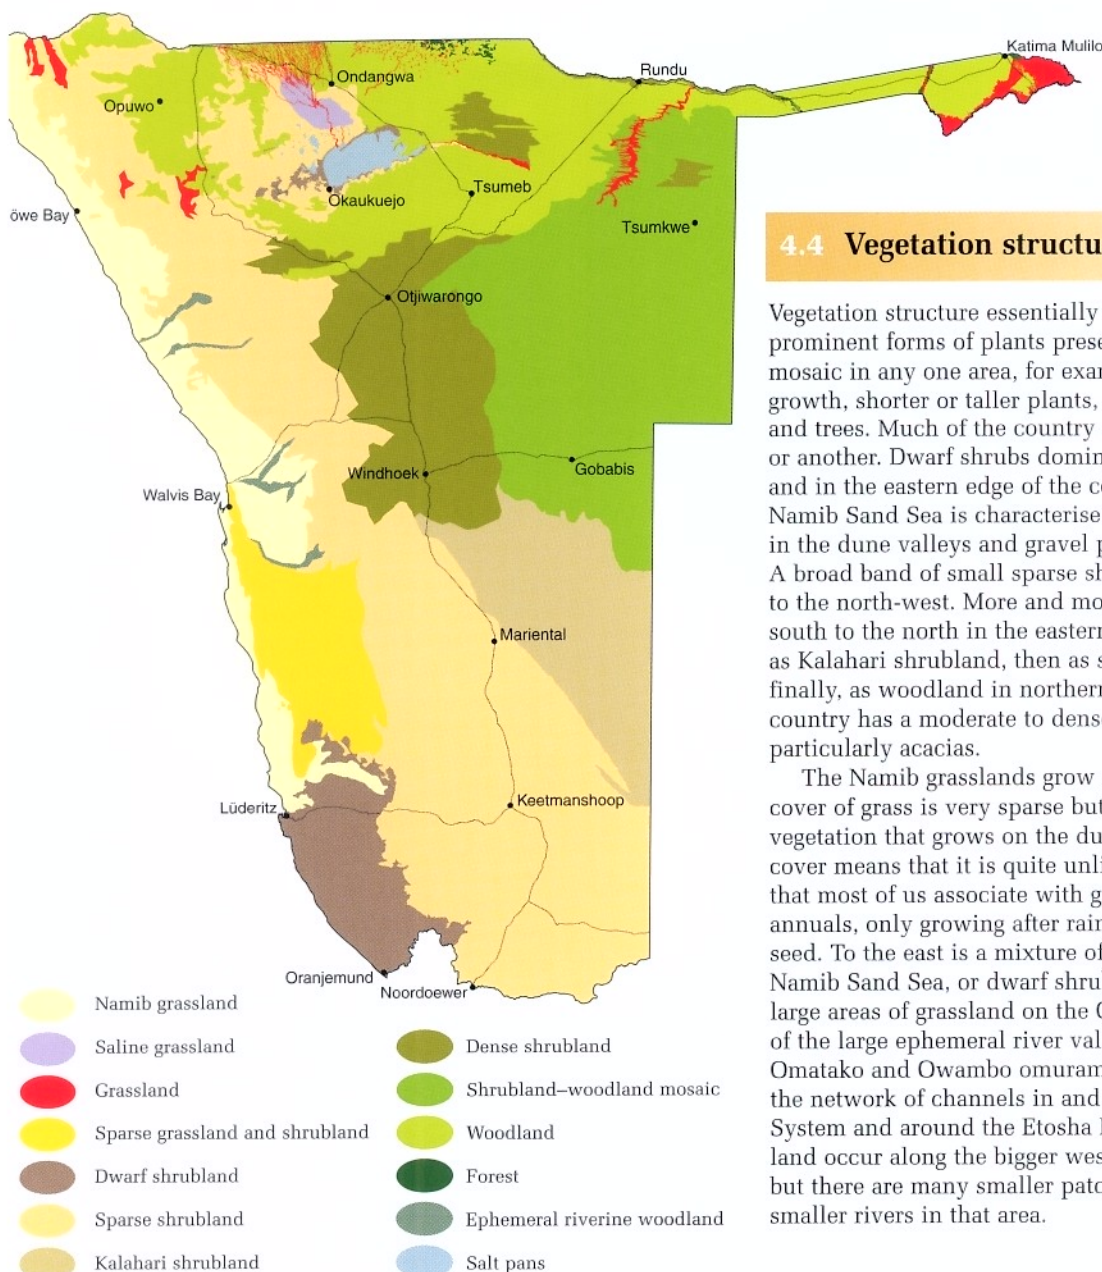 Katima Mulilo
Rundu
Ondangwa
Opuwo
Tsumeb
Okaukuejo
öwe Bay
Tsumkwe
Otjiwarongo
Windhoek
Gobabis
Walvis Bay
Mariental
Lüderitz
Keetmanshoop
Oranjemund
Noordoewer
Namib grassland
Saline grassland
Grassland
Sparse grassland and shrubland
Dwarf shrubland
Sparse shrubland
Kalahari shrubland
Dense shrubland
Shrubland–woodland mosaic
Woodland
Forest
Ephemeral riverine woodland
Salt pans
4.4 Vegetation structu
Vegetation structure essentially
prominent forms of plants prese
mosaic in any one area, for exar
growth, shorter or taller plants,
and trees. Much of the country
or another. Dwarf shrubs domin
and in the eastern edge of the c
Namib Sand Sea is characterise
in the dune valleys and gravel p
A broad band of small sparse sh
to the north-west. More and mo
south to the north in the eastern
as Kalahari shrubland, then as s
finally, as woodland in northern
country has a moderate to dense
particularly acacias.
The Namib grasslands grow
cover of grass is very sparse but
vegetation that grows on the du
cover means that it is quite unli
that most of us associate with g
annuals, only growing after rain
seed. To the east is a mixture of
Namib Sand Sea, or dwarf shru
large areas of grassland on the
of the large ephemeral river val
Omatako and Owambo omuram
the network of channels in and
System and around the Etosha
land occur along the bigger wes
but there are many smaller patc
smaller rivers in that area.